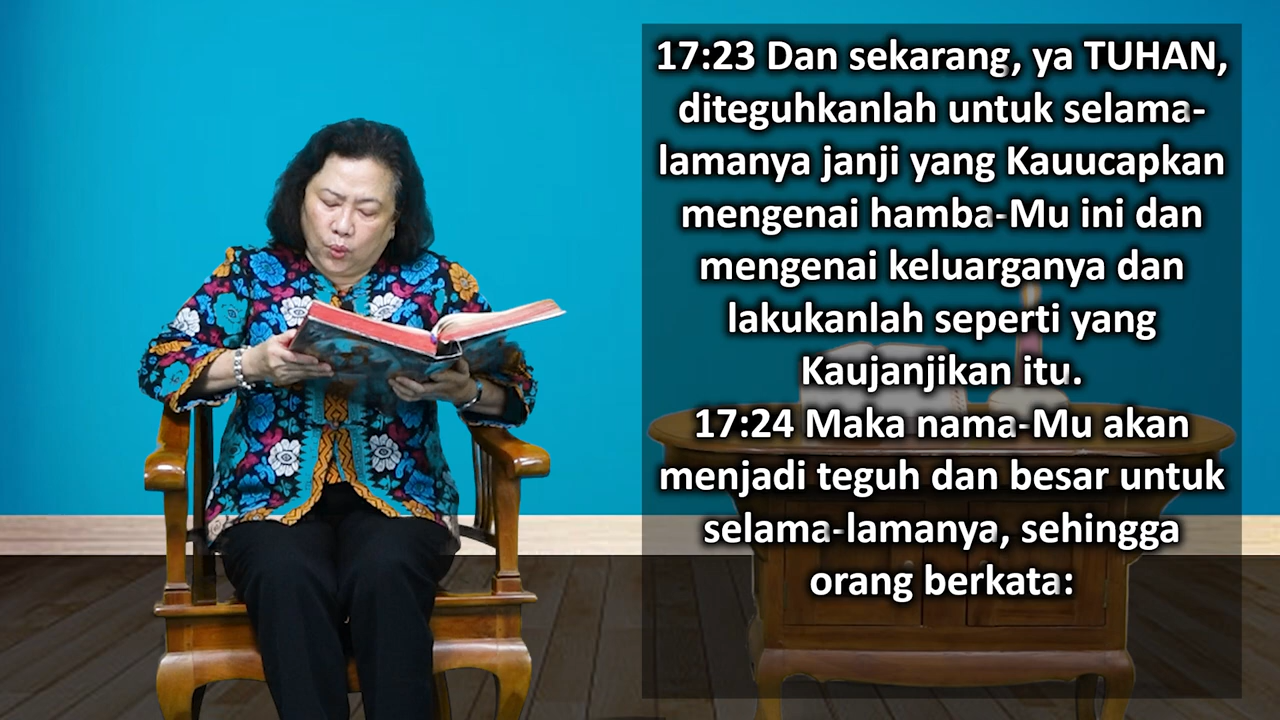 17:23 Dan sekarang, ya TUHAN,
diteguhkanlah untuk selama-
lamanya janji yang Kauucapkan
mengenai hamba-Mu ini dan
mengenai keluarganya dan
lakukanlah seperti yang
Kaujanjikan itu.
17:24 Maka nama-Mu akan
menjadi teguh dan besar untuk
selama-lamanya, sehingga
orang berkata: